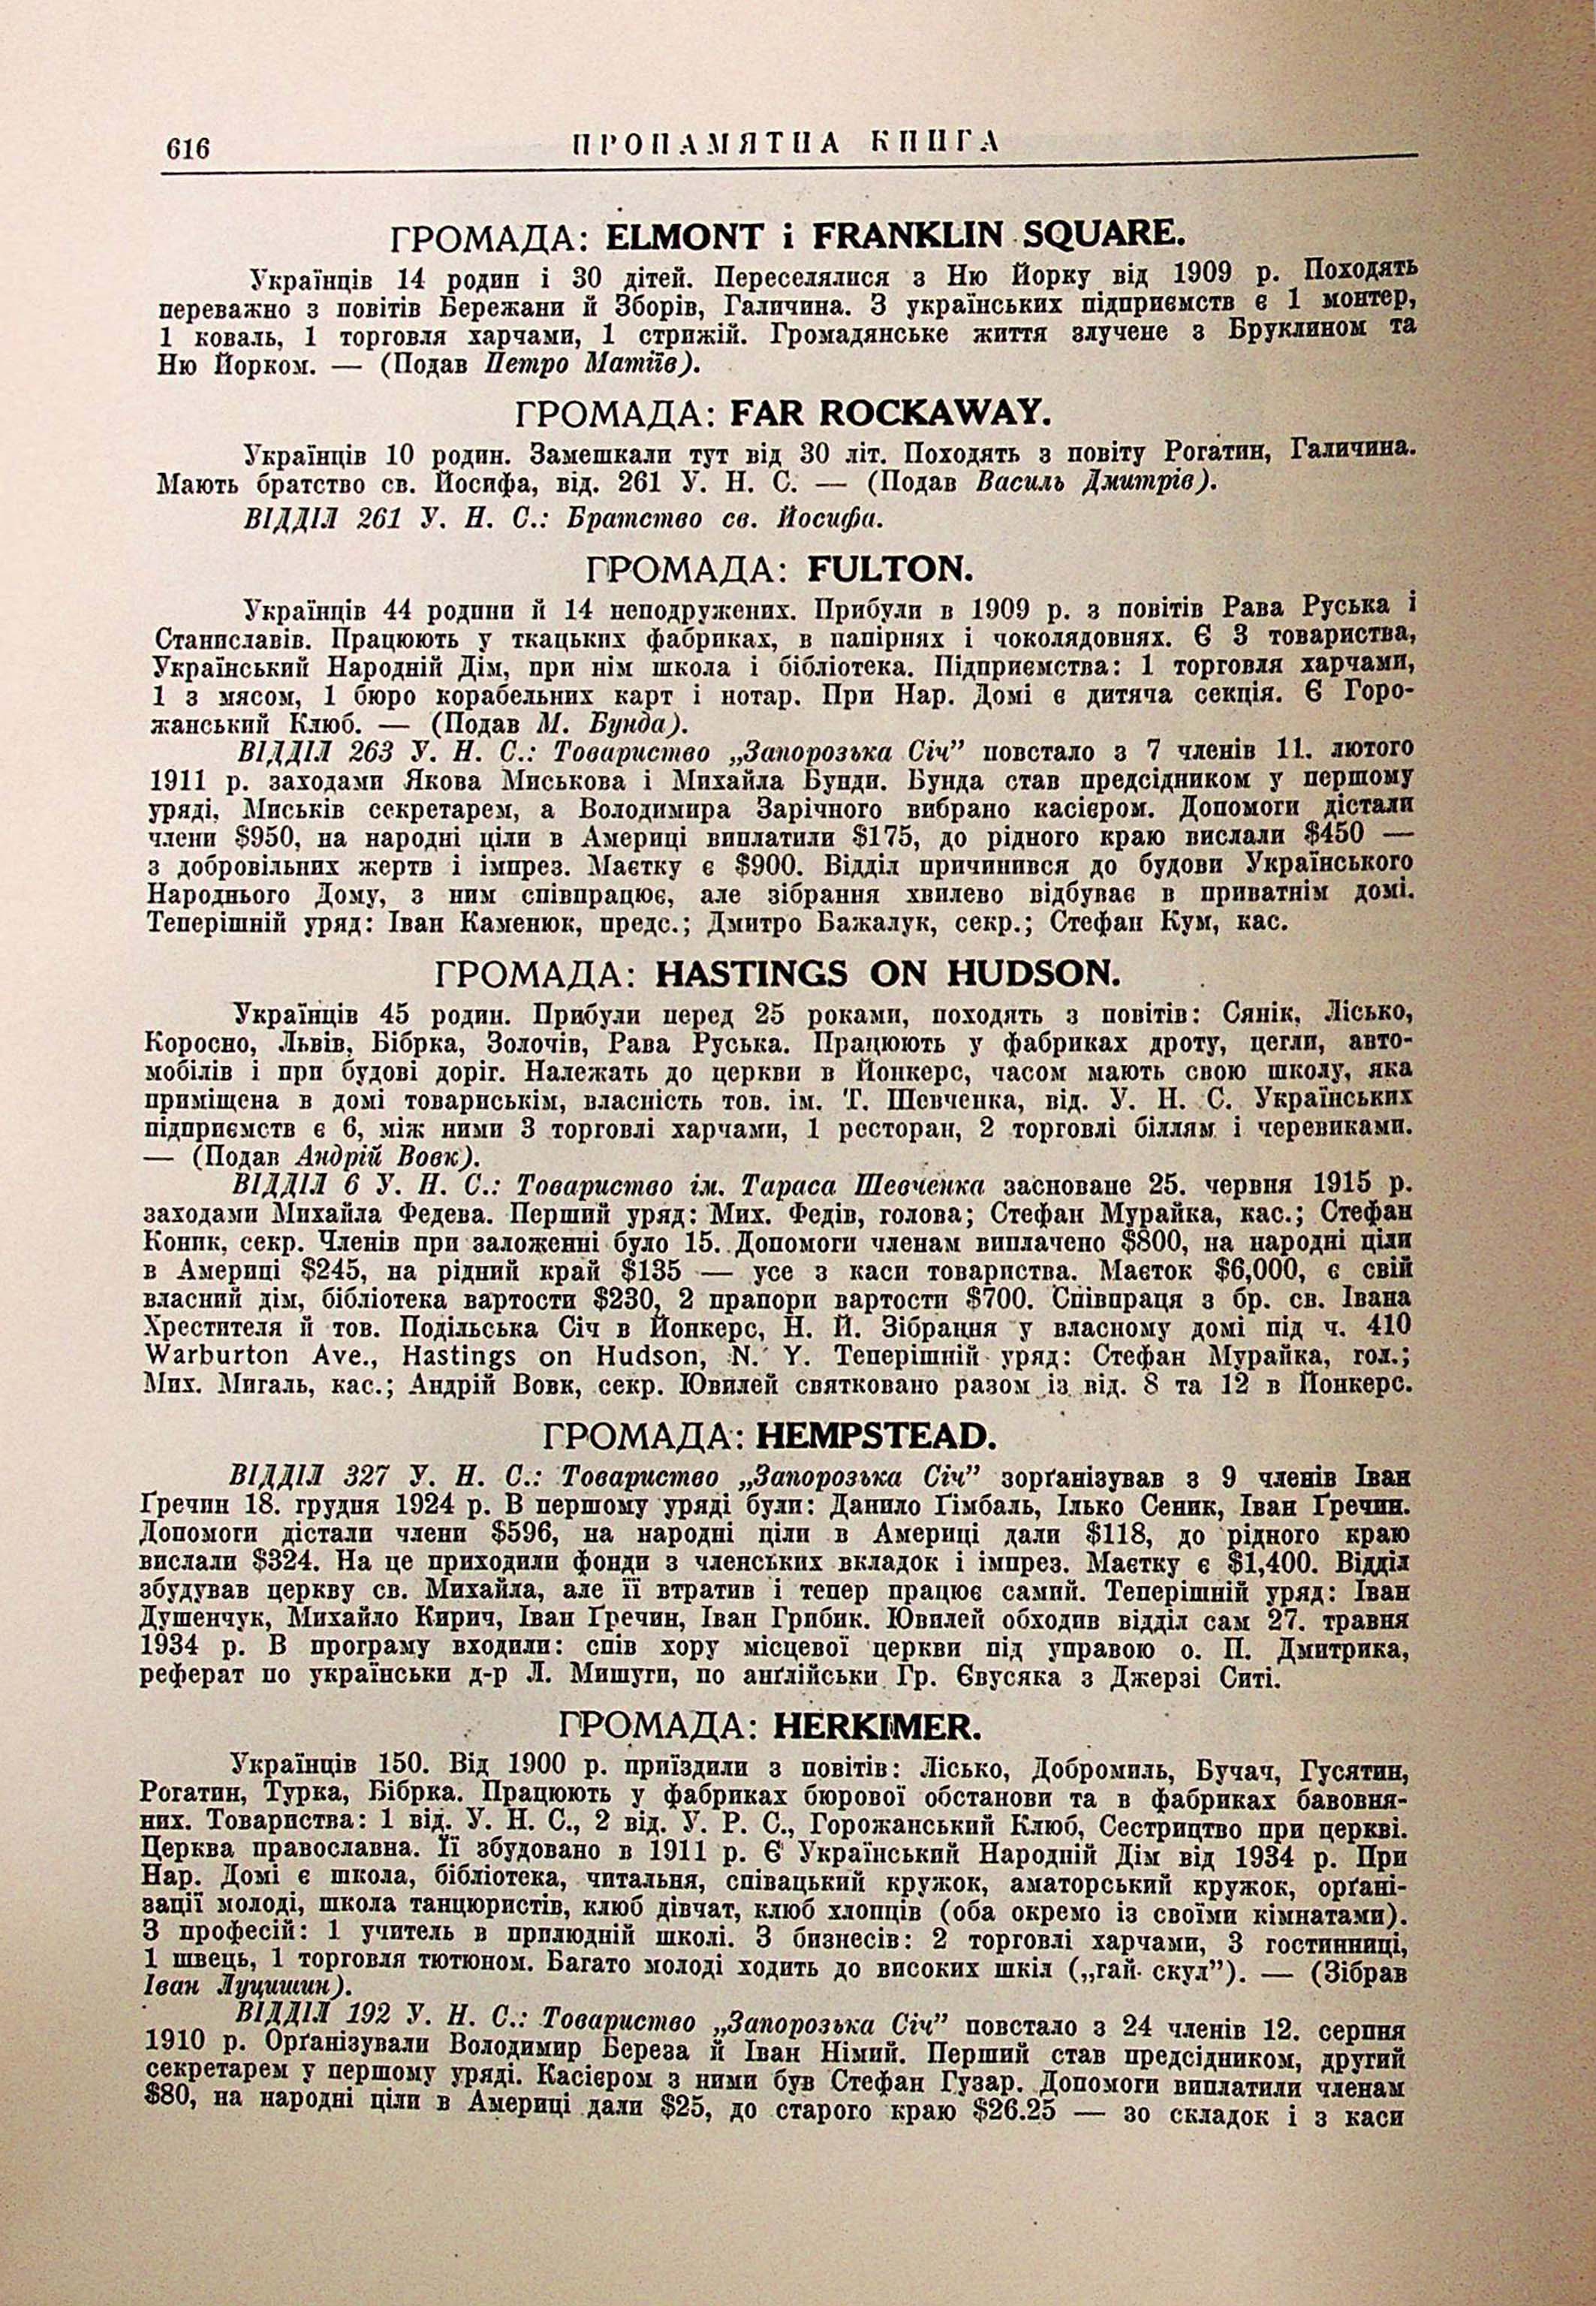 616
ПРОПАМЯТНА КНИГА
ГРОМАДА: ELMONT і FRANKLIN SQUARE.
Українців 14 родин і 30 дітей. Переселялися з Ню Йорку від 1909 р. Походять
переважно з повітів Бережани й Зборів, Галичина. З українських підприємств є 1 монтер,
1 коваль, 1 торговля харчами, 1 стрижій. Громадянське життя злучене з Бруклином та
Ню Йорком. — (Подав Петро Матіїв).
ГРОМАДА: FAR ROCKAWAY.
Українців 10 родин. Замешкали тут від 30 літ. Походять з повіту Рогатин, Галичина.
Мають братство св. Йосифа, від. 261 У. Н. С. — (Подав Василь Дмитрів).
ВІДДІЛ 261 У. Н. С.: Братство св. Йосифа.
ГРОМАДА: FULTON.
Українців 44 родини й 14 неподружених. Прибули в 1909 р. з повітів Рава Руська і
Станиславів. Працюють у ткацьких фабриках, в папірнях і чоколядовнях. Є 3 товариства,
Український Народній Дім, при нім школа і бібліотека. Підприємства: 1 торговля харчами,
1 з мясом, 1 бюро корабельних карт і нотар. При Нар. Домі є дитяча секція. Є Горо-
жанський Клюб. — (Подав М. Бунда).
ВІДДІЛ 263 У. Н. С.: Товариство „Запорозька Січ” повстало з 7 членів 11. лютого
1911 р. заходами Якова Миськова і Михайла Бунди. Бунда став предсідником у першому
уряді, Миськів секретарем, а Володимира Зарічного вибрано касієром. Допомоги дістали
члени $950, на народні ціли в Америці виплатили $175, до рідного краю вислали $450 —
з добровільних жертв і імпрез. Маєтку є $900. Відділ причинився до будови Українського
Народнього Дому, з ним співпрацює, але зібрання хвилево відбуває в приватнім домі.
Теперішній уряд: Іван Каменюк, предс.; Дмитро Бажалук, секр.; Стефан Кум, кас.
ГРОМАДА: HASTINGS ON HUDSON.
Українців 45 родин. Прибули перед 25 роками, походять з повітів: Сянік, Лісько,
Коросно, Львів, Бібрка, Золочів, Рава Руська. Працюють у фабриках дроту, цегли, авто-
мобілів і при будові доріг. Належать до церкви в Йонкерс, часом мають свою школу, яка
приміщена в домі товариськім, власність тов. ім. Т. Шевченка, від. У. Н. С. Українських
підприємств є 6, між ними 3 торговлі харчами, 1 ресторан, 2 торговлі біллям і черевиками.
— (Подав Андрій Вовк).
ВІДДІЛ 6 У. Н. С.: Товариство ім. Тараса Шевченка засноване 25. червня 1915 р.
заходами Михайла Федева. Перший уряд: Мих. Федів, голова; Стефан Мурайка, кас.; Стефан
Коник, секр. Членів при заложенні було 15. Допомоги членам виплачено $800, на народні ціли
в Америці $245, на рідний край $135 — усе з каси товариства. Маєток $6,000, є свій
власний дім, бібліотека вартости $230, 2 прапори вартости $700. Співпраця з бр. св. Івана
Хрестителя й тов. Подільська Січ в Йонкерс, Н. Й. Зібрання у власному домі під ч. 410
Warburton Ave., Hastings on Hudson, N. Y. Теперішній уряд: Стефан Мурайка, гол.;
Мих. Мигаль, кас.; Андрій Вовк, секр. Ювилей святковано разом із від. 8 та 12 в Йонкерс.
ГРОМАДА: HEMPSTEAD.
ВІДДІЛ 327 У. Н. С.: Товариство „Запорозька Січ” зорґанізував з 9 членів Іван
Ґречин 18. грудня 1924 р. В першому уряді були: Данило Ґімбаль, Ілько Сеник, Іван Ґречин.
Допомоги дістали члени $596, на народні ціли в Америці дали $118, до рідного краю
вислали $324. На це приходили фонди з членських вкладок і імпрез. Маєтку є $1,400. Відділ
збудував церкву св. Михайла, але її втратив і тепер працює самий. Теперішній уряд: Іван
Душенчук, Михайло Кирич, Іван Ґречин, Іван Грибик. Ювилей обходив відділ сам 27. травня
1934 р. В програму входили: спів хору місцевої церкви під управою о. П. Дмитрика,
реферат по українськи д-р Л. Мишуги, по анґлійськи Гр. Євусяка з Джерзі Ситі.
ГРОМАДА: HERKIMER.
Українців 150. Від 1900 р. приїздили з повітів: Лісько, Добромиль, Бучач, Гусятин,
Рогатин, Турка, Бібрка. Працюють у фабриках бюрової обстанови та в фабриках бавовня-
них. Товариства: 1 від. У. Н. С., 2 від. У. Р. С., Горожанський Клюб, Сестрицтво при церкві.
Церква православна. Її збудовано в 1911 р. Є Український Народній Дім від 1934 р. При
Нар. Домі є школа, бібліотека, читальня, співацький кружок, аматорський кружок, орґані-
зації молоді, школа танцюристів, клюб дівчат, клюб хлопців (оба окремо із своїми кімнатами).
З професій: 1 учитель в прилюдній школі. З бизнесів: 2 торговлі харчами, 3 гостинниці,
1 швець, 1 торговля тютюном. Багато молоді ходить до високих шкіл („гай скул”). — (Зібрав
Іван Луцишин).
ВІДДІЛ 192 У. Н. С.: Товариство „Запорозька Січ” повстало з 24 членів 12. серпня
1910 р. Орґанізували Володимир Береза й Іван Німий. Перший став предсідником, другий
секретарем у першому уряді. Касієром з ними був Стефан Гузар. Допомоги виплатили членам
$80, на народні ціли в Америці дали $25, до старого краю $26.25 — зо складок і з каси